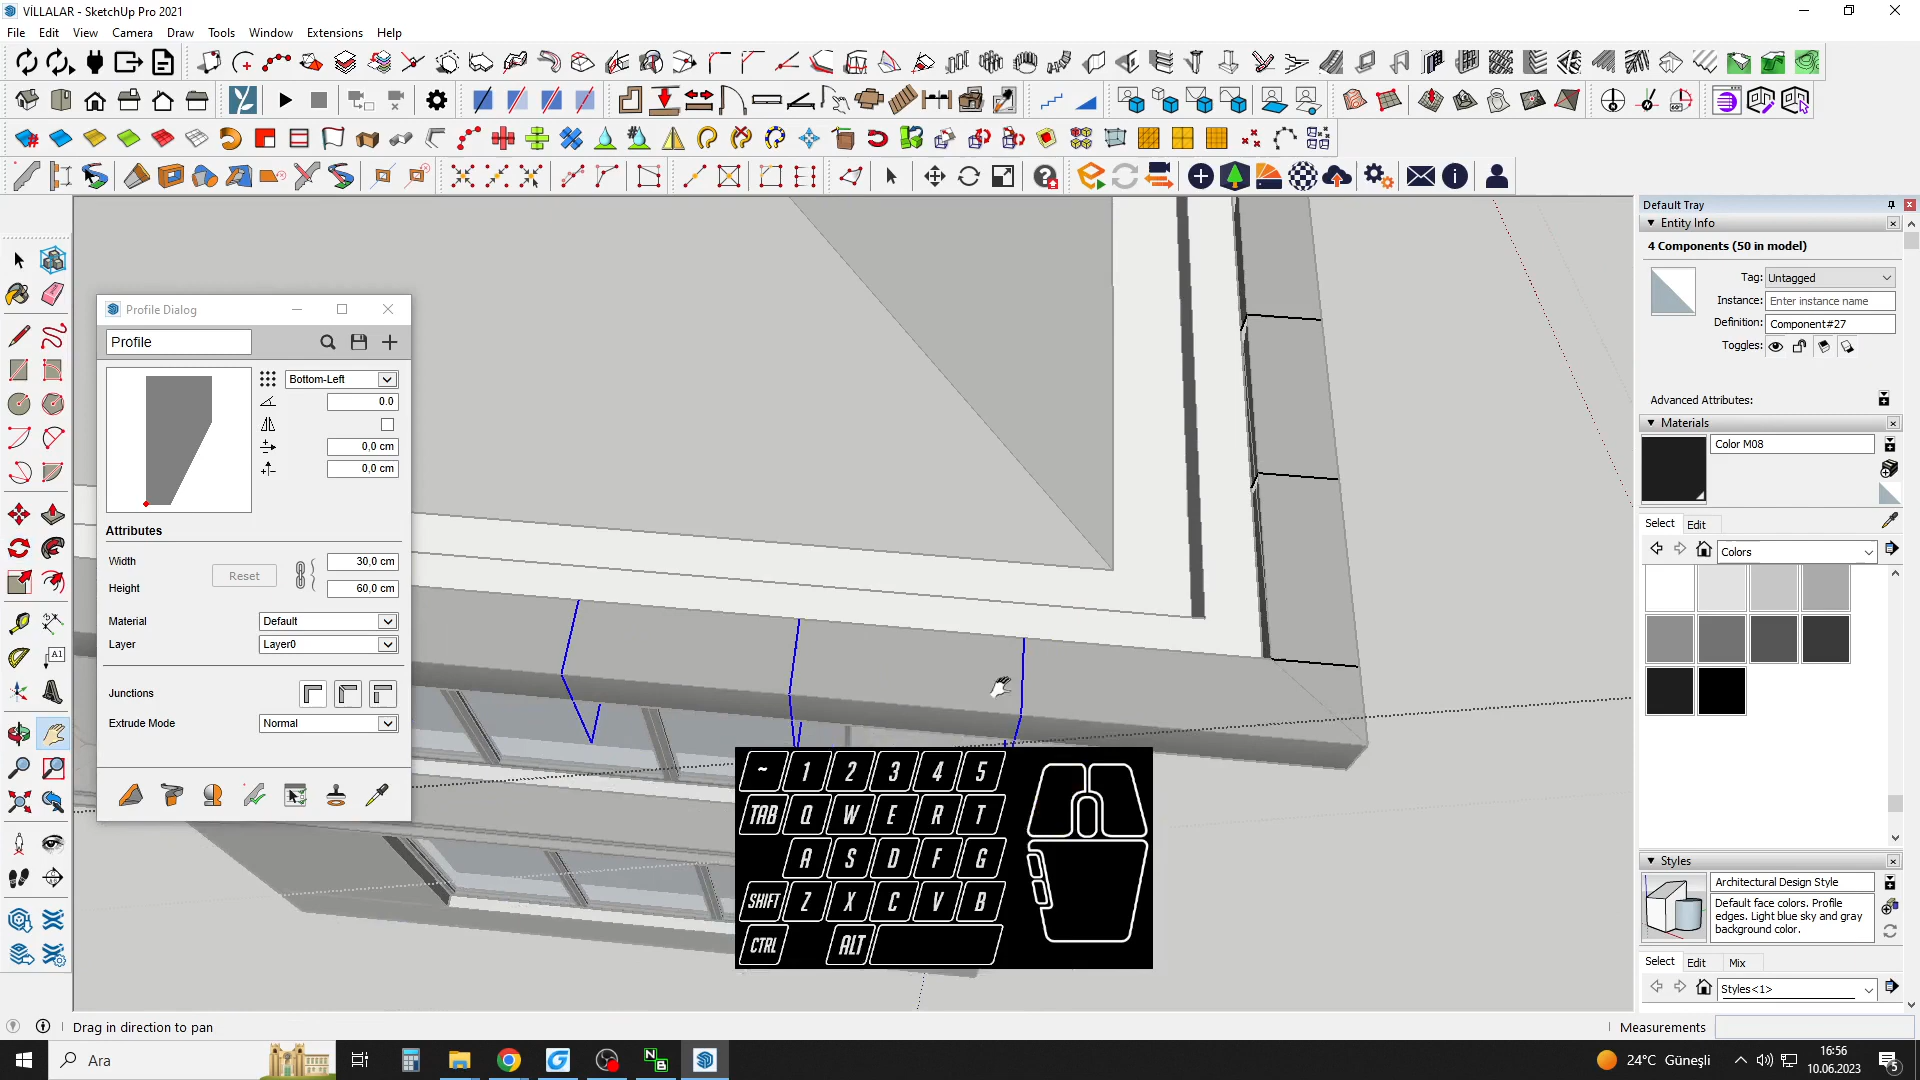 VİLLALAR - SketchUp Pro 2021
File Edit View Camera Draw Tools Window Extensions Help
Default Tray
Entity Info
4 Components (50 in model)
Tag: Untagged
Instance: Enter instance name
Definition: Component#27
Toggles:
Advanced Attributes:
Materials
Color M08
Select Edit
Colors
Styles
Architectural Design Style
Default face colors. Profile
edges. Light blue sky and gray
background color.
Select Edit Mix
Styles<1>
Profile Dialog
Profile
Bottom-Left
0.0
0,0 cm
0,0 cm
Attributes
Width 30,0 cm
Reset
Height 60,0 cm
Material Default
Layer Layer0
Junctions
Extrude Mode Normal
A1
~ 1 2 3 4 5
TAB Q W E R T
A S D F G
SHIFT Z X C V B
CTRL ALT
Drag in direction to pan
Measurements
Ara
24°C Güneşli
16:56
10.06.2023
5